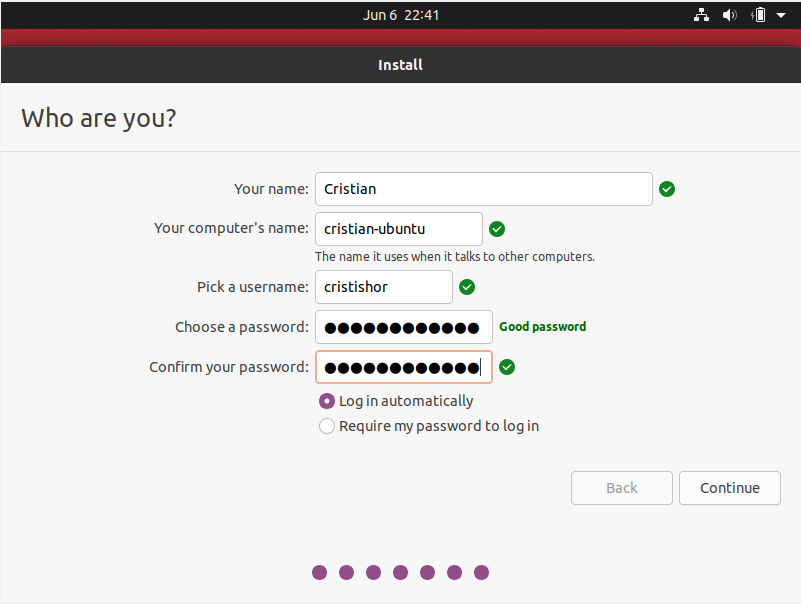 Jun 6 22:41
Install
Who are you?
Your name: Cristian
Your computer's name: cristian-ubuntu
The name it uses when it talks to other computers.
Pick a username: cristishor
Choose a password: ●●●●●●●●●●●● Good password
Confirm your password: ●●●●●●●●●●●●
Log in automatically
Require my password to log in
Back Continue